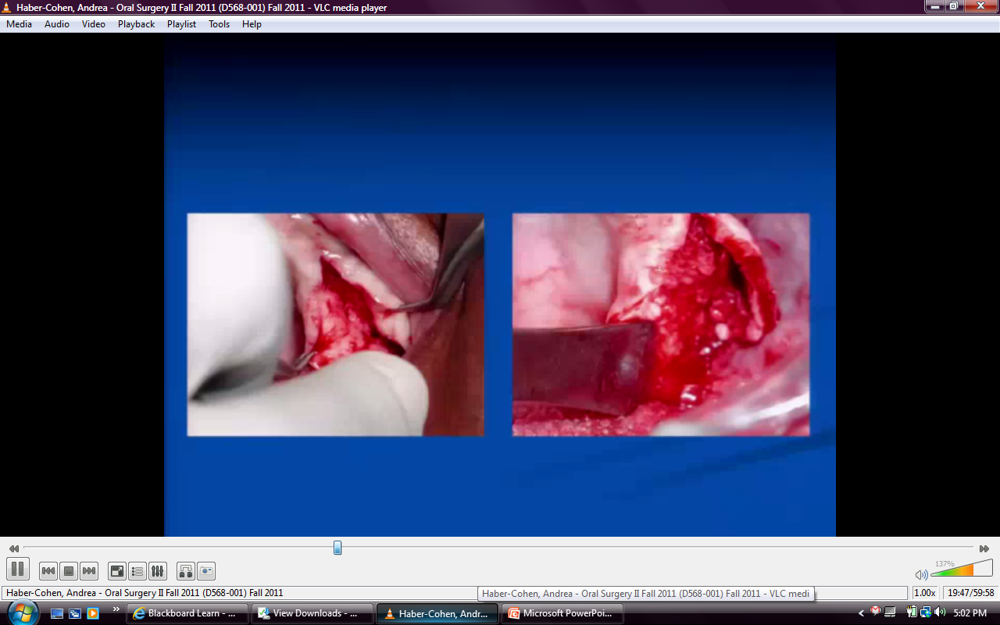 Haber-Cohen, Andrea - Oral Surgery II Fall 2011 (D568-001) Fall 2011 - VLC media player
Media Audio Video Playback Playlist Tools Help
137%
Haber-Cohen, Andrea - Oral Surgery II Fall 2011 (D568-001) Fall 2011
Haber-Cohen, Andrea - Oral Surgery II Fall 2011 (D568-001) Fall 2011 - VLC medi
1.00x
19:47/59:58
Blackboard Learn - ...
View Downloads - ...
Haber-Cohen, Andr...
Microsoft PowerPoi...
5:02 PM